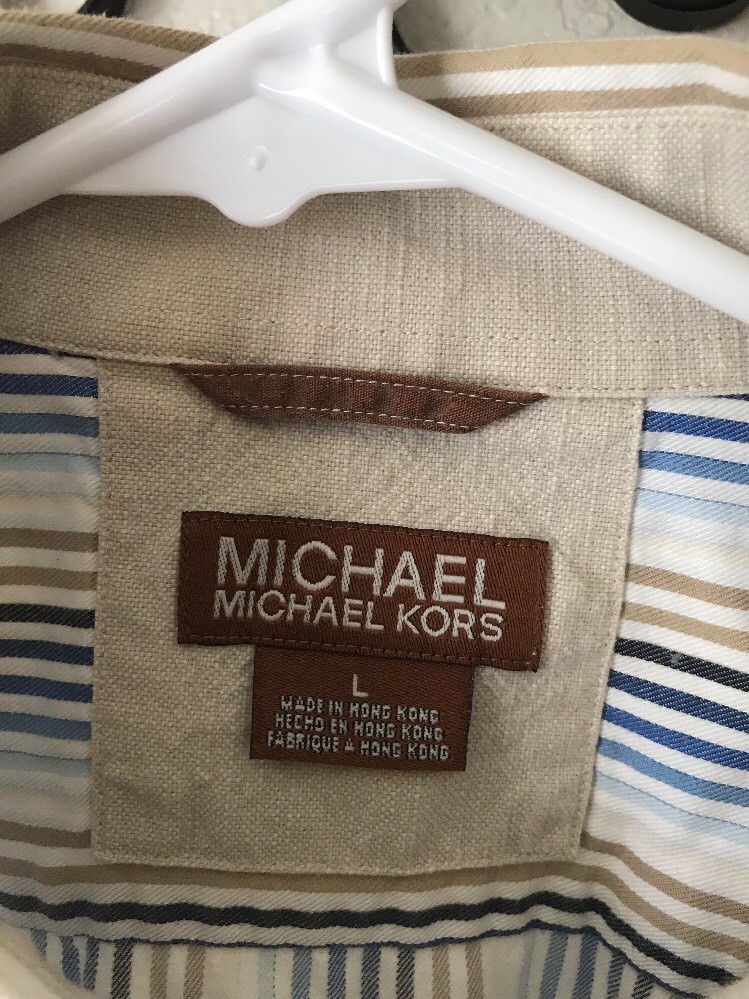 MICHAEL
MICHAEL KORS
L
MADE IN HONG KONG
HECHO EN HONG KONG
FABRIQUE A HONG KONG